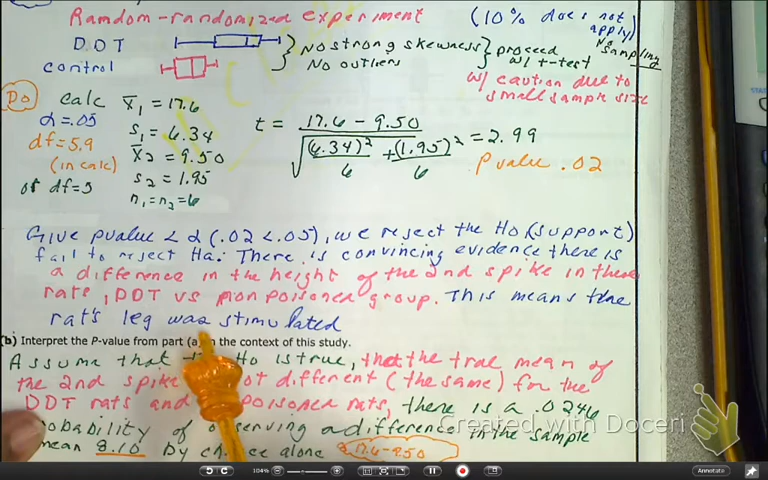 Random-randomized experiment
(10% does not apply)
No sampling
DOT
control
No strong skewness
No outliers
proceed w/ t-test
w/ caution due to small sample size
Do
Calc
α=.05
df=5.9
(in calc)
or df=5
x̄₁ = 17.6
s₁ = 6.34
x̄2 = 9.50
s₂ = 1.95
n₁=n₂=6
t = 17.6 - 9.50 / √((6.34)²/6 + (1.95)²/6) = 2.99
p value .02
Give pvalue < α (.02 < .05), we reject the Ho (support)
fail to reject Ha. There is convincing evidence there is
a difference in the height of the 2nd spike in these
rats, DDT vs nonpoisoned group. This means the
rat's leg was stimulated
(b) Interpret the P-value from part (a) in the context of this study.
Assume that Ho is true, that the true mean of
the 2nd spike not different (the same) for the
DDT rats and poisoned rats, there is a .0246
probability of observing a difference in the sample
mean 8.10 by chance alone 17.6-9.50
Created with Doceri
104%
Annotate